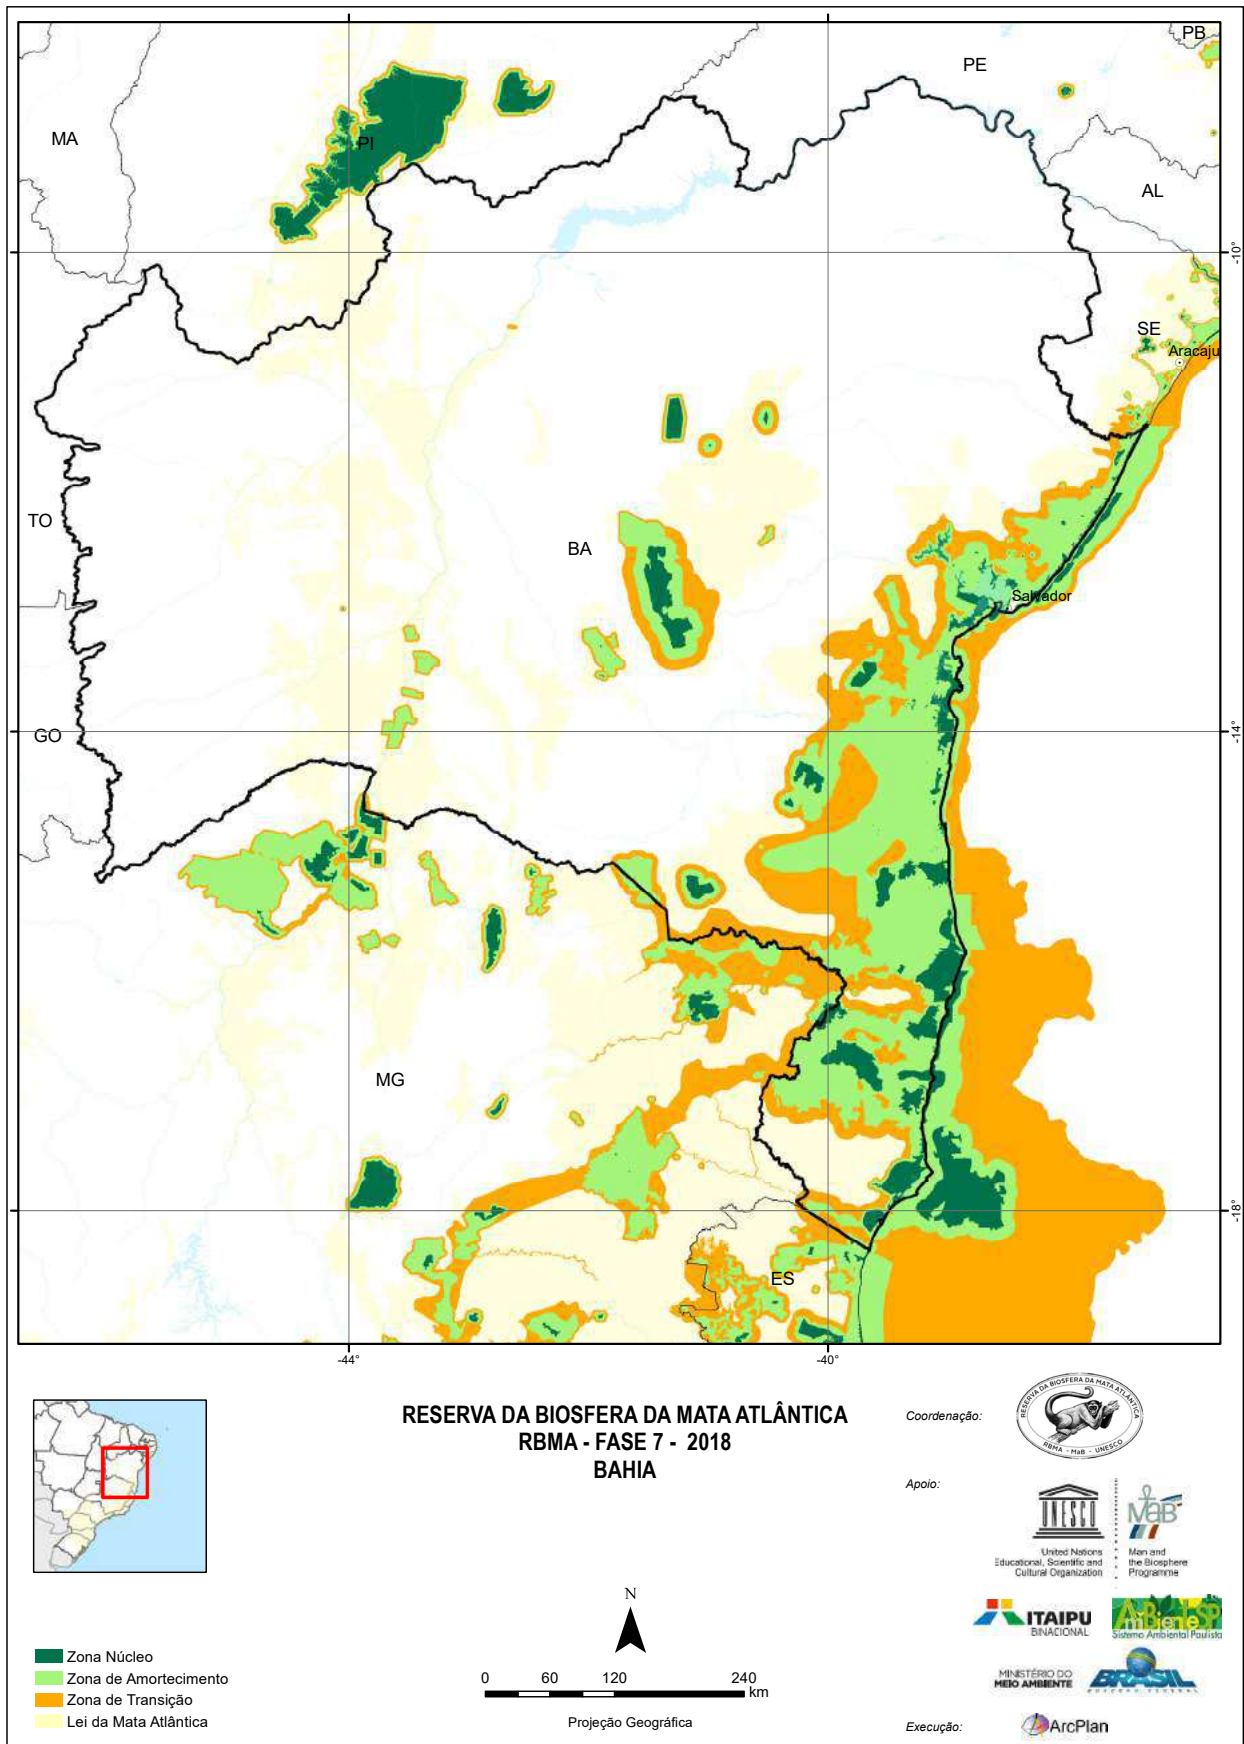 PB
PE
MA
PI
AL
-10°
SE
Aracaju
TO
BA
Salvador
GO
-14°
MG
-18°
ES
-44°
-40°
RESERVA DA BIOSFERA DA MATA ATLÂNTICA
RBMA - FASE 7 - 2018
BAHIA
Coordenação:
RESERVA DA BIOSFERA DA MATA ATLÂNTICA
RBMA - MaB - UNESCO
Apoio:
UNESCO
MaB
United Nations
Educational, Scientific and
Cultural Organization
Man and
the Biosphere
Programme
ITAIPU
BINACIONAL
AmBienteSP
Sistema Ambiental Paulista
MINISTÉRIO DO
MEIO AMBIENTE
BRASIL
GOVERNO FEDERAL
Execução:
ArcPlan
N
0 60 120 240
km
Projeção Geográfica
Zona Núcleo
Zona de Amortecimento
Zona de Transição
Lei da Mata Atlântica